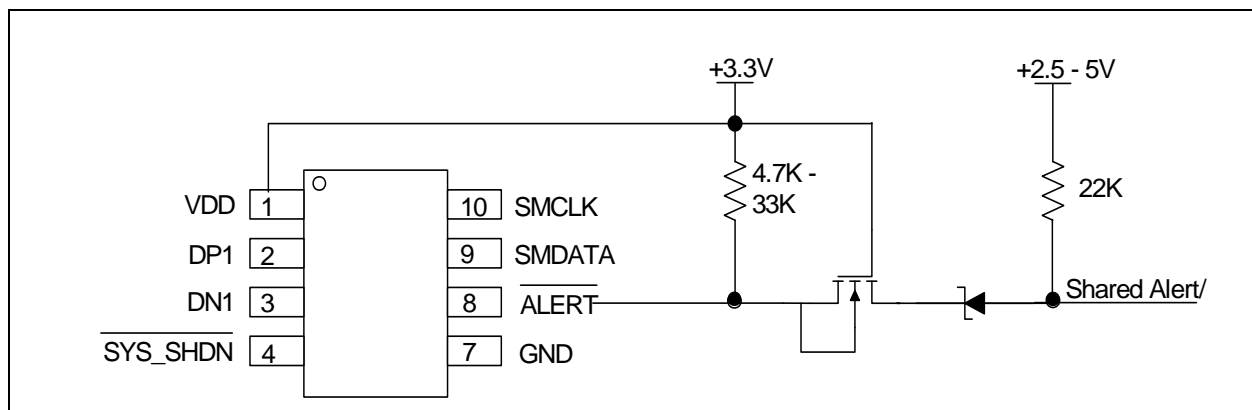 +3.3V
+2.5 - 5V
4.7K -
33K
22K
VDD 1
10 SMCLK
DP1 2
9 SMDATA
DN1 3
8 ALERT
Shared Alert/
SYS_SHDN 4
7 GND